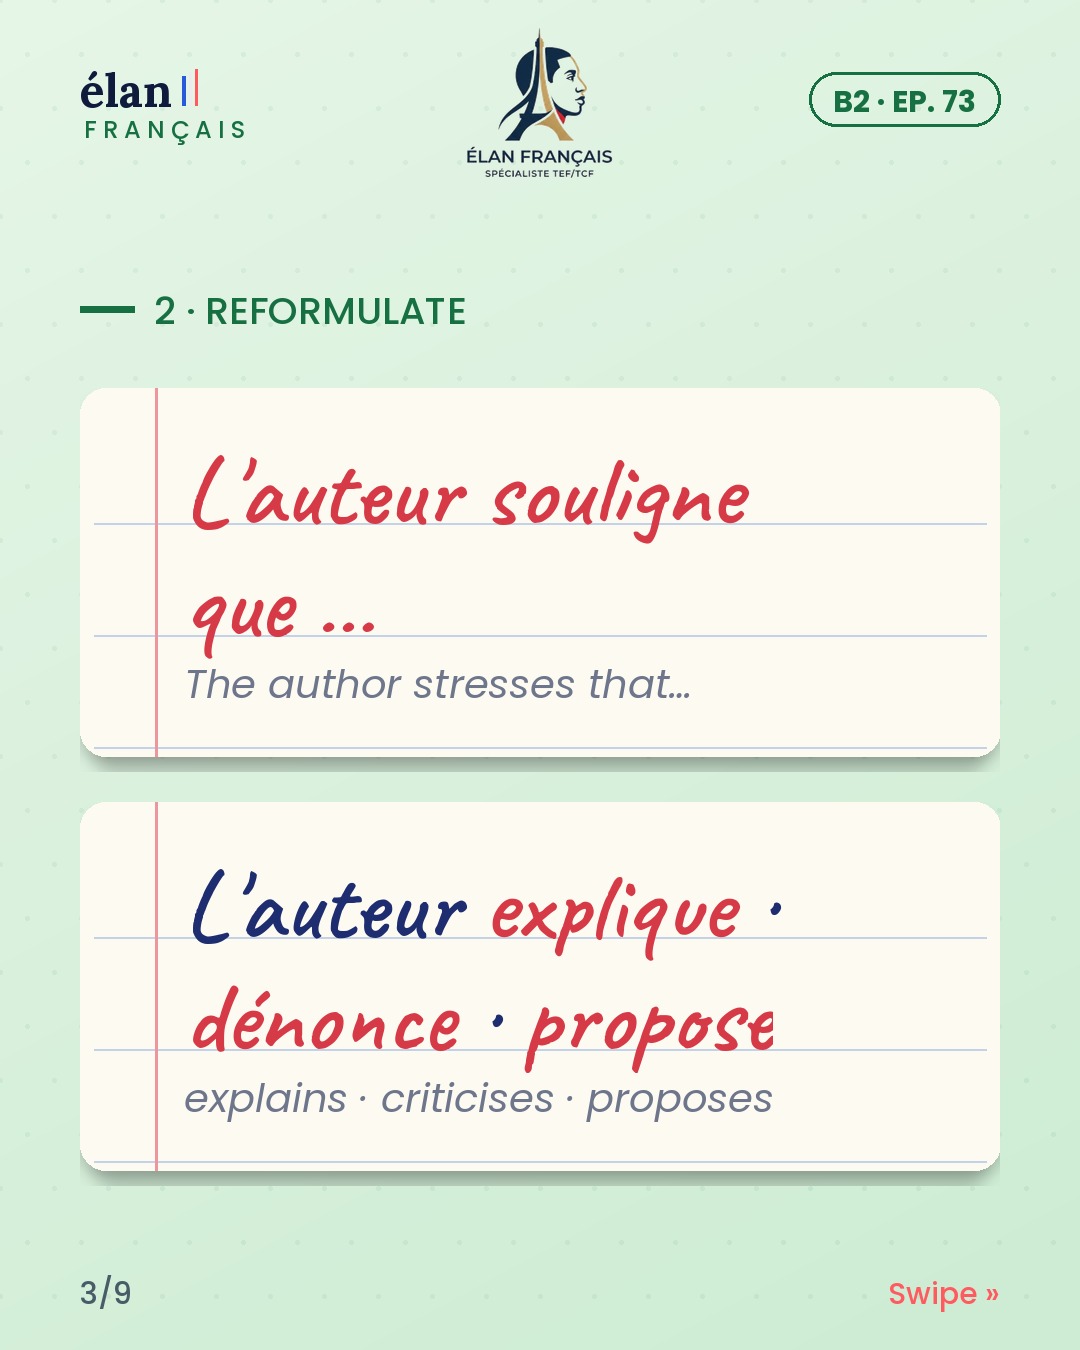 élan
FRANÇAIS
ÉLAN FRANÇAIS
SPÉCIALISTE TEF/TCF
B2 · EP. 73
2 · REFORMULATE
L'auteur souligne
que ...
The author stresses that...
L'auteur explique ·
dénonce · propose
explains · criticises · proposes
3/9
Swipe »